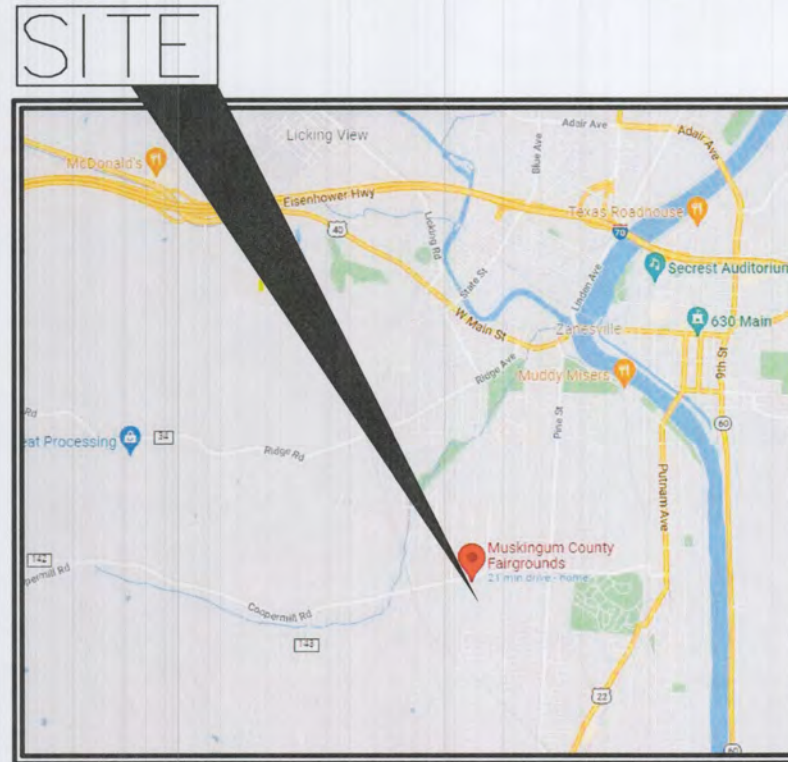 SITE
Licking View
Adair Ave
Adair Ave
McDonald's
Blue Ave
Eisenhower Hwy
Texas Roadhouse
40
Licking Rd
70
State St
Linden Ave
Secrest Auditorium
W Main St
Zanesville
630 Main
9th St
Ridge Ave
Muddy Misers
60
Pine St
Rd
eat Processing
34
Ridge Rd
Putnam Ave
Muskingum County
Fairgrounds
21 min drive - home
142
permill Rd
Coopermill Rd
143
22
60